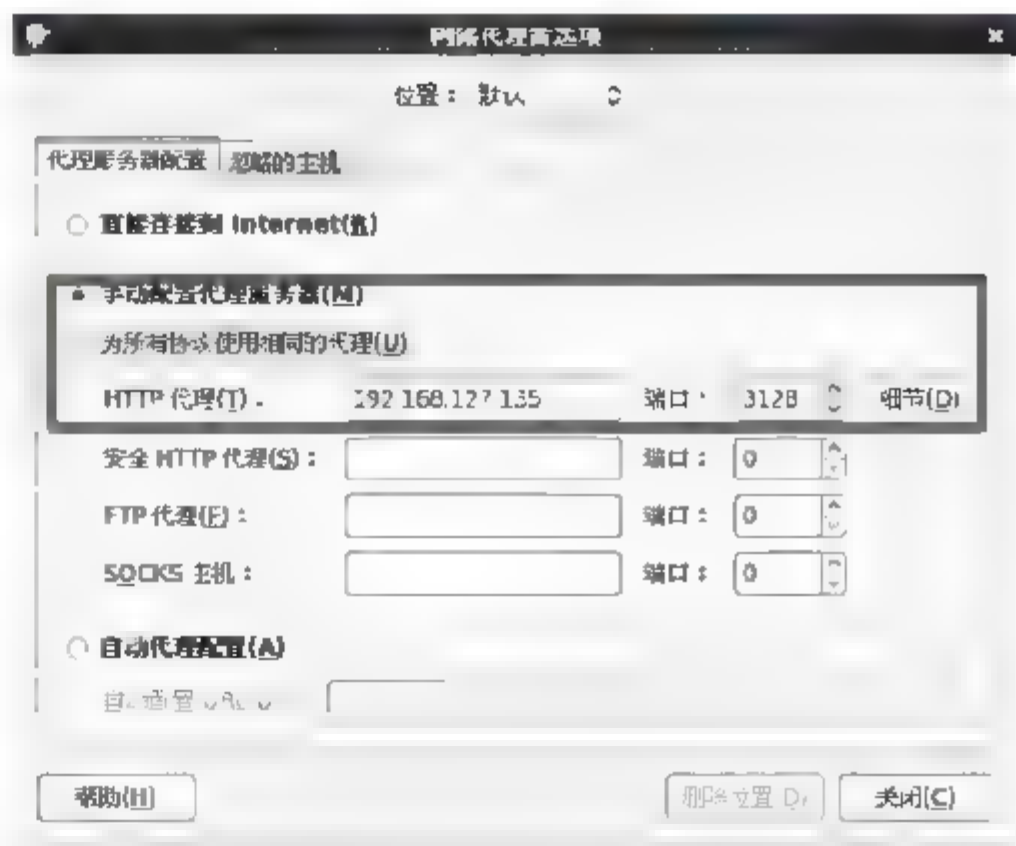 网络代理首选项
位置： 默认
代理服务器配置 忽略的主机
直接连接到 Internet(R)
手动配置代理服务器(M)
为所有协议使用相同的代理(U)
HTTP 代理(T)： 192.168.127.135 端口： 3128 细节(D)
安全 HTTP 代理(S)： 端口： 0
FTP 代理(F)： 端口： 0
SOCKS 主机： 端口： 0
自动代理配置(A)
帮助(H) 删除位置(D) 关闭(C)